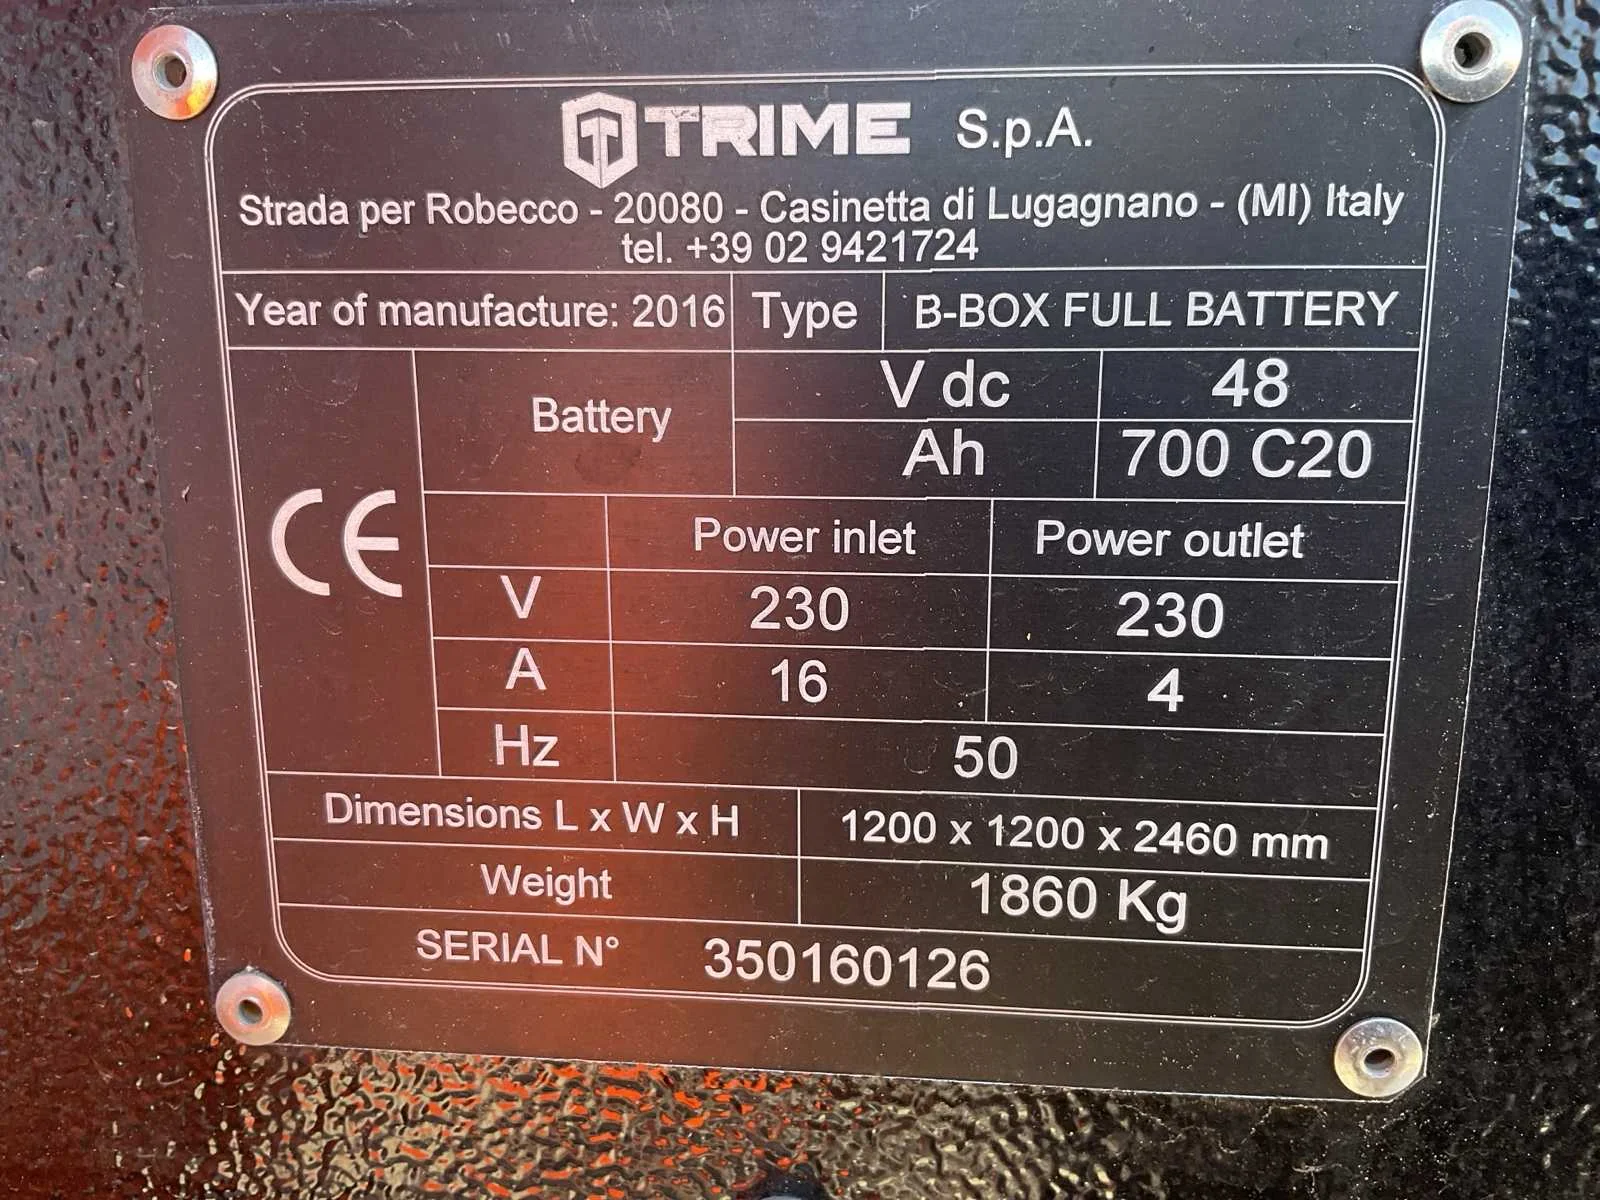 TRIME S.p.A.
Strada per Robecco - 20080 - Casinetta di Lugagnano - (MI) Italy
tel. +39 02 9421724
Year of manufacture: 2016 Type B-BOX FULL BATTERY
Battery V dc 48
Ah 700 C20
CE
Power inlet Power outlet
V 230 230
A 16 4
Hz 50
Dimensions L x W x H 1200 x 1200 x 2460 mm
Weight 1860 Kg
SERIAL N° 350160126